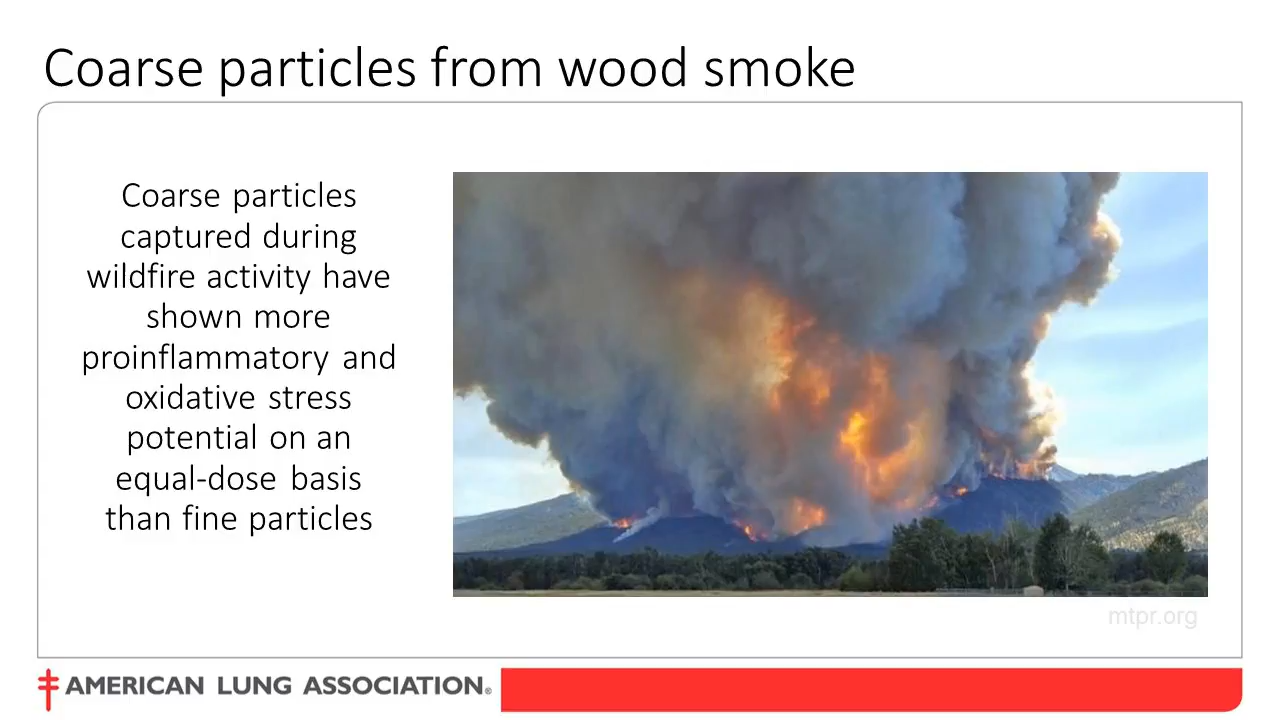 Coarse particles from wood smoke
Coarse particles
captured during
wildfire activity have
shown more
proinflammatory and
oxidative stress
potential on an
equal-dose basis
than fine particles
mtpr.org
AMERICAN LUNG ASSOCIATION®